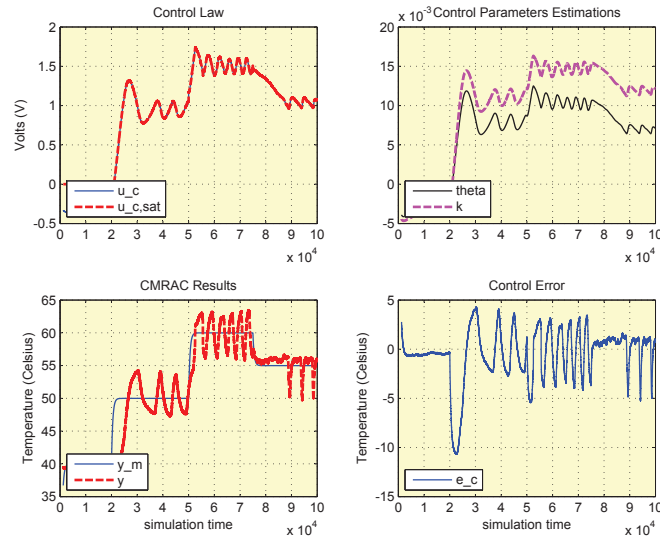 Control Law
2
1.5
1
0.5
0
-0.5
Volts (V)
u_c
u_c,sat
0 1 2 3 4 5 6 7 8 9 10
x 10^4
x 10^-3
Control Parameters Estimations
20
15
10
5
0
-5
theta
k
0 1 2 3 4 5 6 7 8 9 10
x 10^4
CMRAC Results
65
60
55
50
45
40
35
Temperature (Celsius)
y_m
y
0 1 2 3 4 5 6 7 8 9 10
simulation time
x 10^4
Control Error
5
0
-5
-10
-15
Temperature (Celsius)
e_c
0 1 2 3 4 5 6 7 8 9 10
simulation time
x 10^4